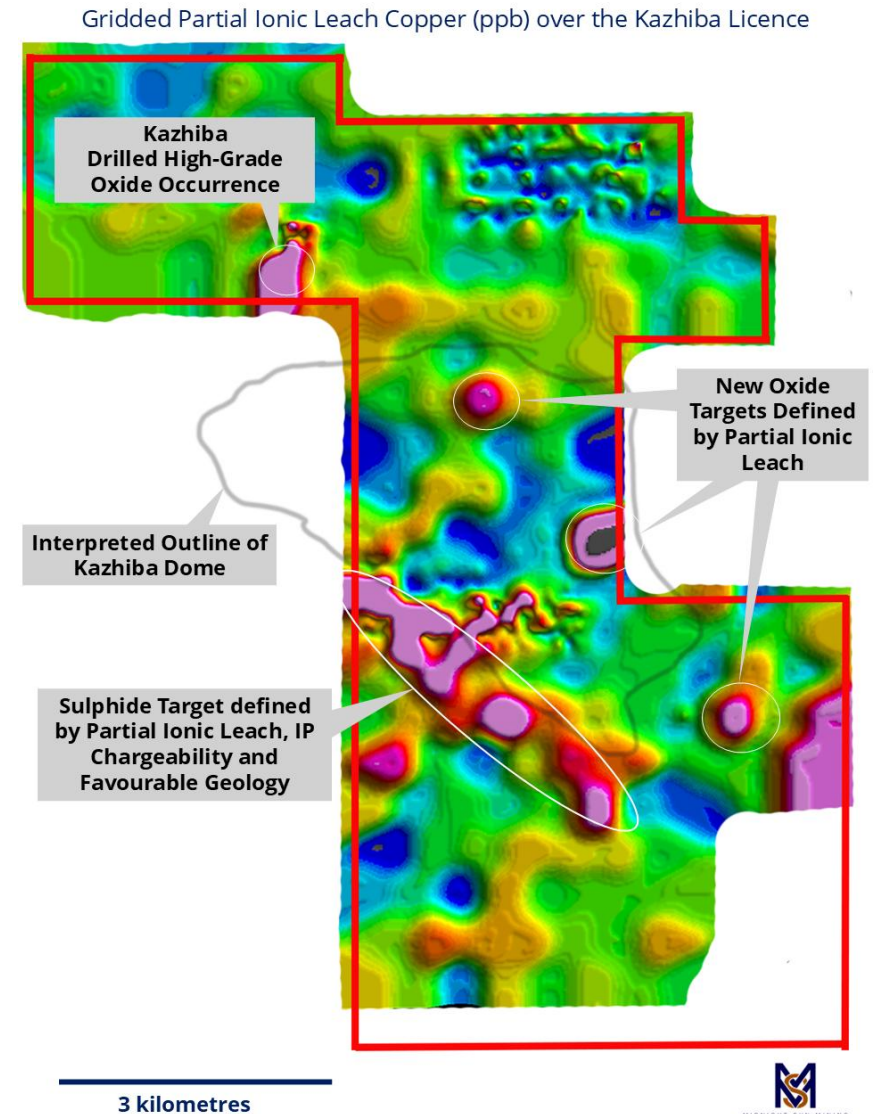 Gridded Partial Ionic Leach Copper (ppb) over the Kazhiba Licence
Kazhiba
Drilled High-Grade
Oxide Occurrence
New Oxide
Targets Defined
by Partial Ionic
Leach
Interpreted Outline of
Kazhiba Dome
Sulphide Target defined
by Partial Ionic Leach, IP
Chargeability and
Favourable Geology
3 kilometres